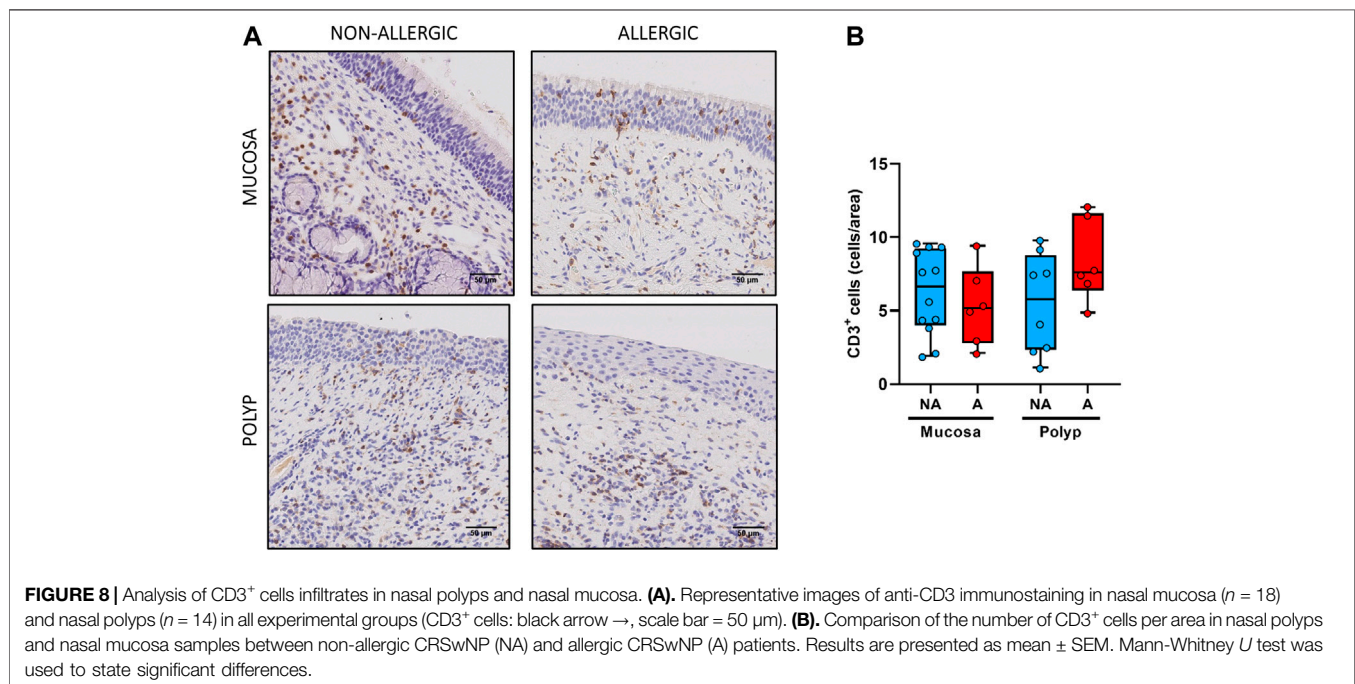 A
NON-ALLERGIC
ALLERGIC
MUCOSA
50 µm
50 µm
POLYP
50 µm
50 µm
B
CD3⁺ cells (cells/area)
15
10
5
0
NA A NA A
Mucosa Polyp
FIGURE 8 | Analysis of CD3⁺ cells infiltrates in nasal polyps and nasal mucosa. (A). Representative images of anti-CD3 immunostaining in nasal mucosa (n = 18)
and nasal polyps (n = 14) in all experimental groups (CD3⁺ cells: black arrow →, scale bar = 50 µm). (B). Comparison of the number of CD3⁺ cells per area in nasal polyps
and nasal mucosa samples between non-allergic CRSwNP (NA) and allergic CRSwNP (A) patients. Results are presented as mean ± SEM. Mann-Whitney U test was
used to state significant differences.